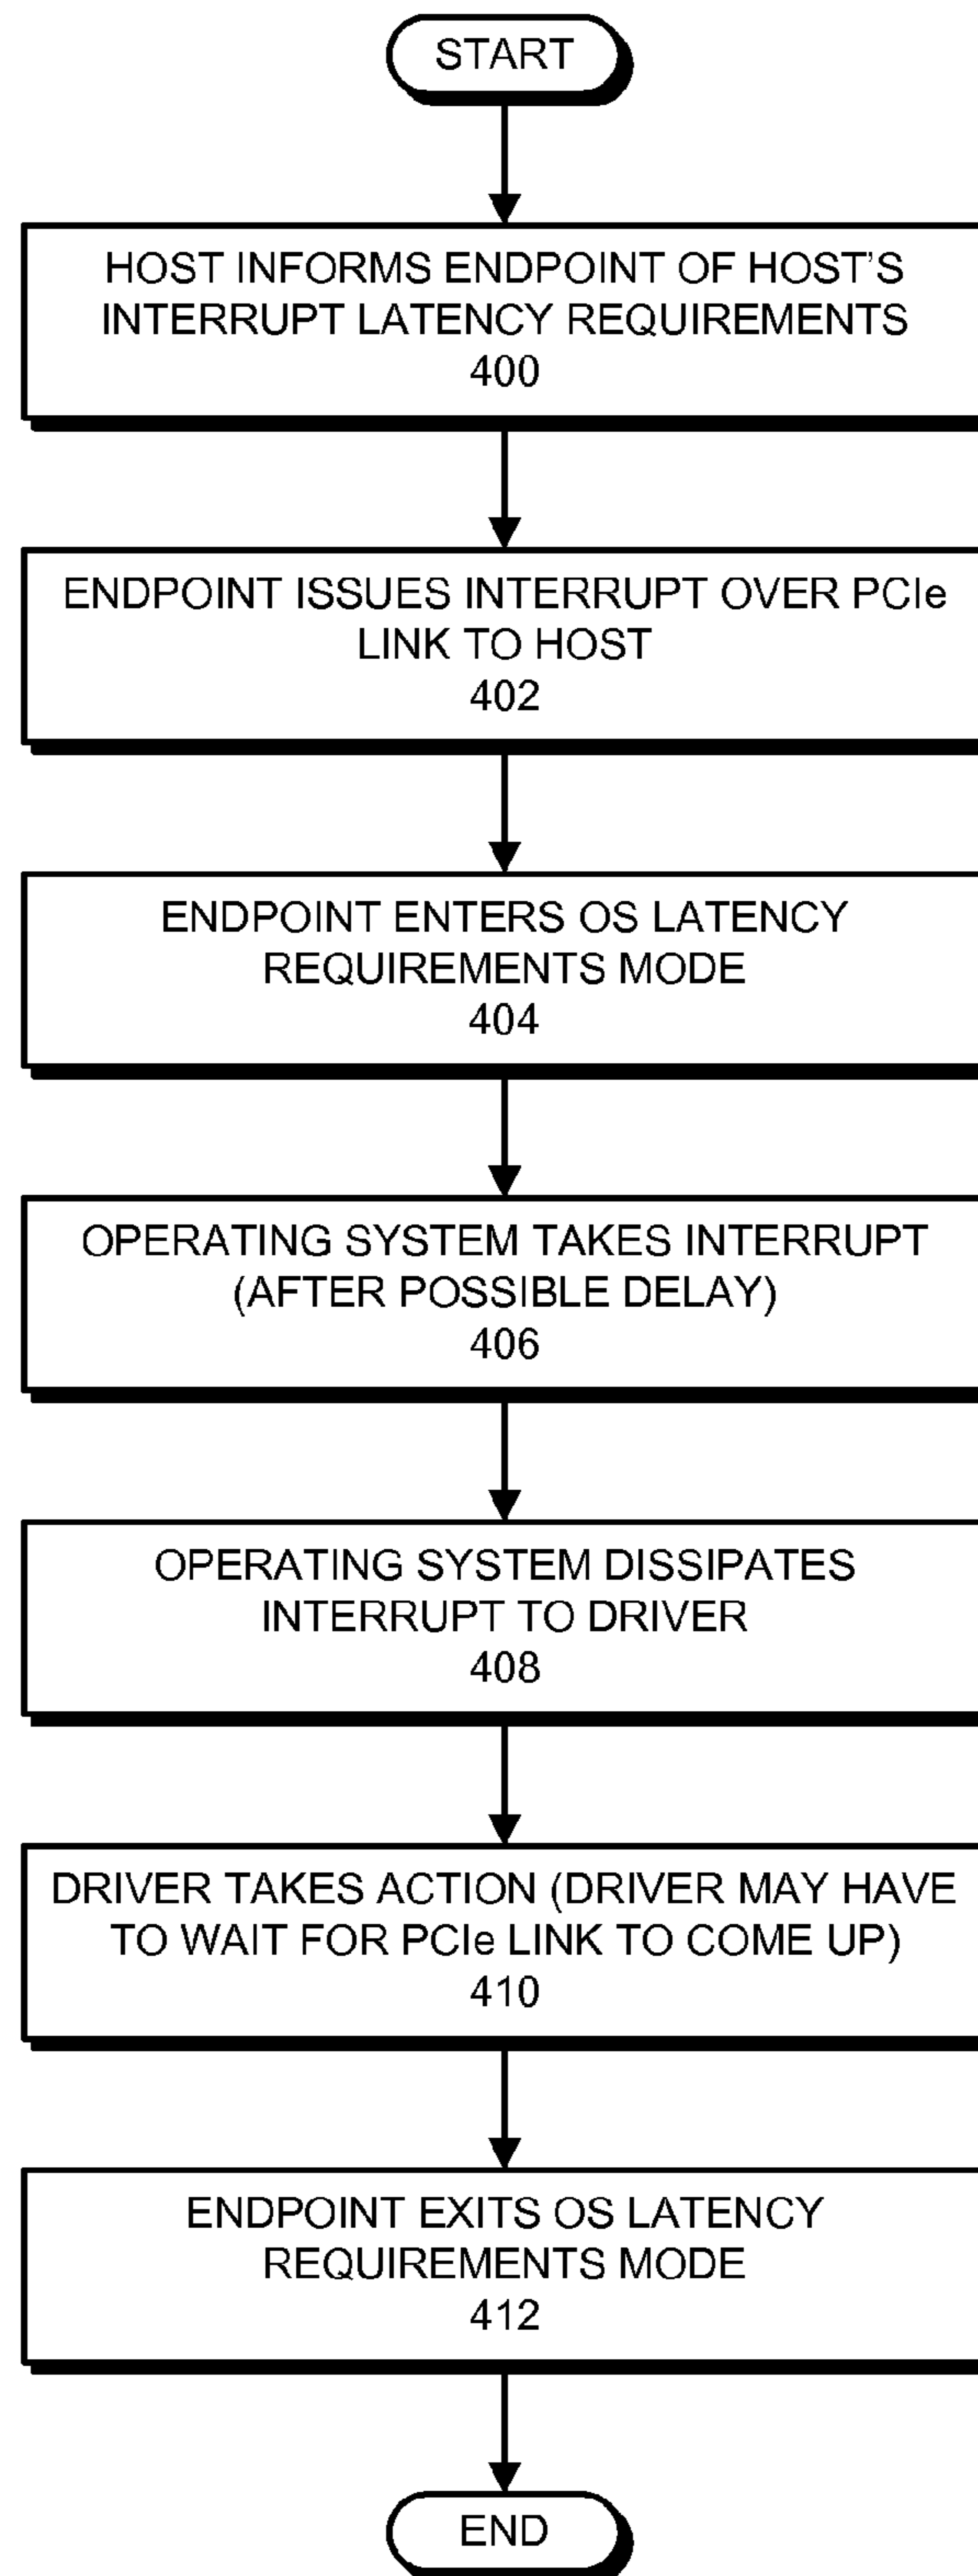 START
HOST INFORMS ENDPOINT OF HOST'S
INTERRUPT LATENCY REQUIREMENTS
400
ENDPOINT ISSUES INTERRUPT OVER PCIe
LINK TO HOST
402
ENDPOINT ENTERS OS LATENCY
REQUIREMENTS MODE
404
OPERATING SYSTEM TAKES INTERRUPT
(AFTER POSSIBLE DELAY)
406
OPERATING SYSTEM DISSIPATES
INTERRUPT TO DRIVER
408
DRIVER TAKES ACTION (DRIVER MAY HAVE
TO WAIT FOR PCIe LINK TO COME UP)
410
ENDPOINT EXITS OS LATENCY
REQUIREMENTS MODE
412
END